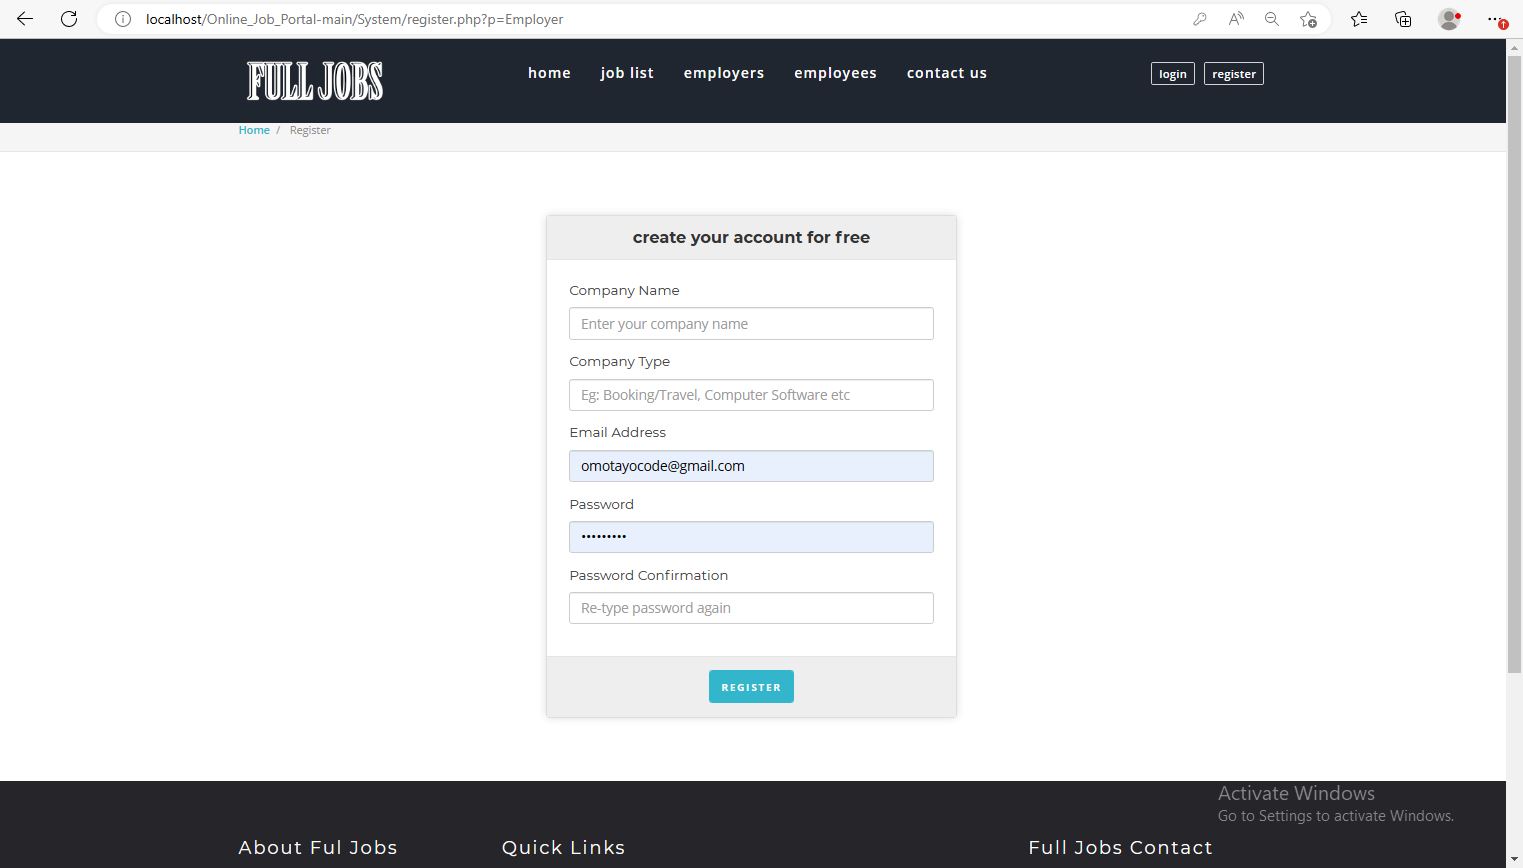 localhost/Online_Job_Portal-main/System/register.php?p=Employer
FULL JOBS
home job list employers employees contact us
login register
Home / Register
create your account for free
Company Name
Enter your company name
Company Type
Eg: Booking/Travel, Computer Software etc
Email Address
omotayocode@gmail.com
Password
•••••••••
Password Confirmation
Re-type password again
REGISTER
Activate Windows
Go to Settings to activate Windows.
About Ful Jobs Quick Links Full Jobs Contact